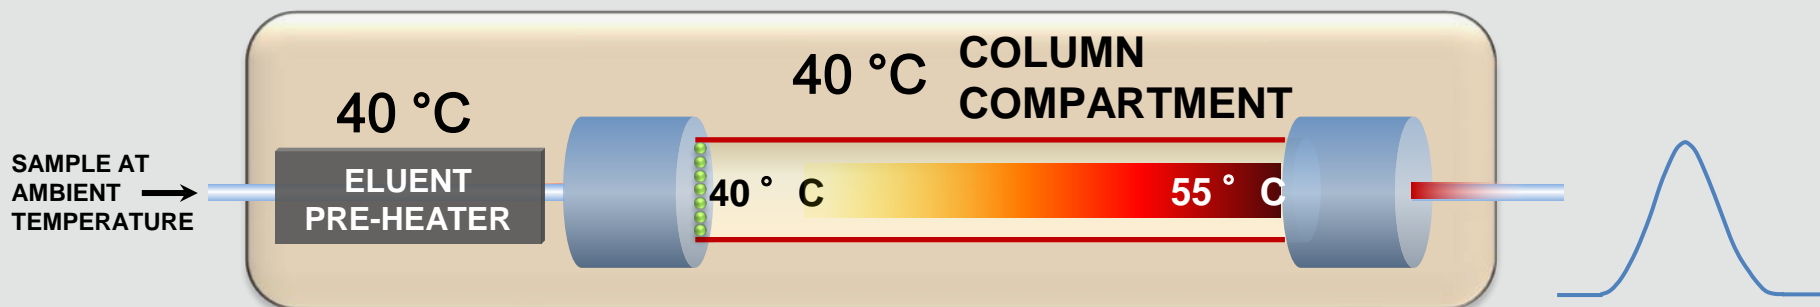 SAMPLE AT
AMBIENT
TEMPERATURE
40 °C
ELUENT
PRE-HEATER
40 °C
COLUMN
COMPARTMENT
40 ° C
55 ° C